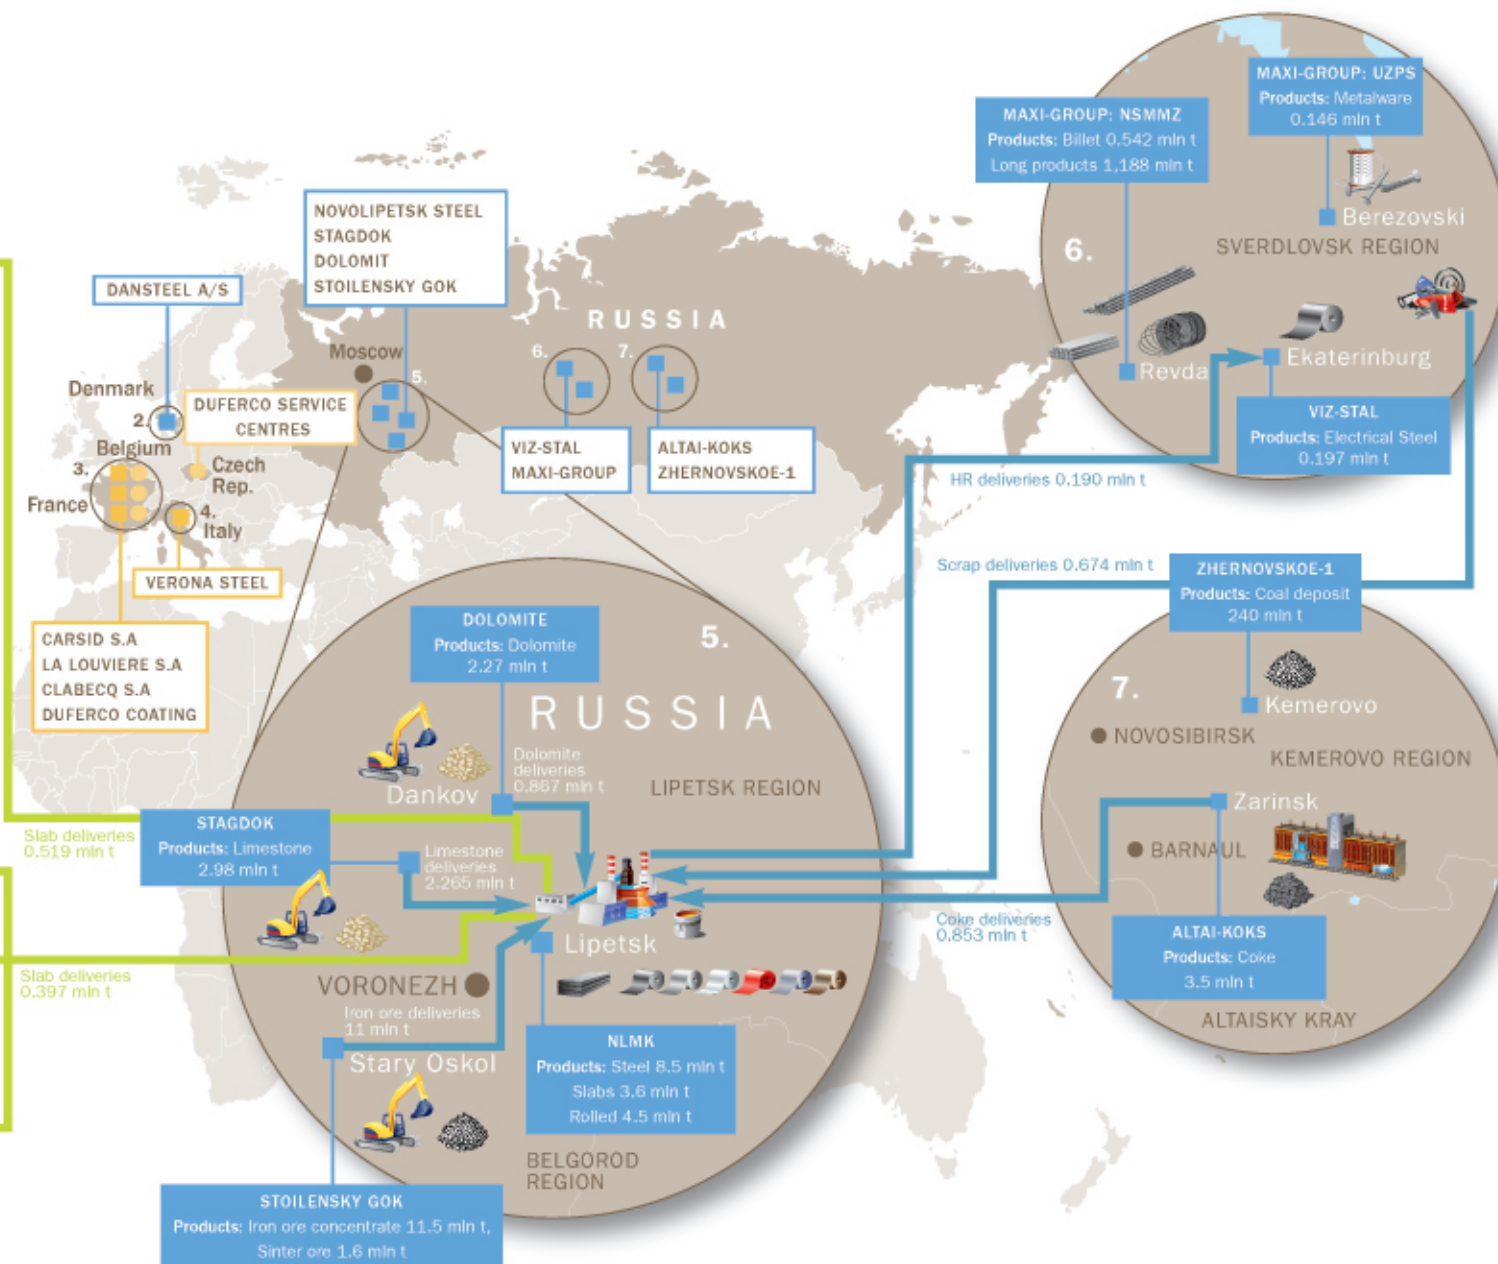 MAXI-GROUP: UZPS
Products: Metalware
0.146 mln t
MAXI-GROUP: NSMMZ
Products: Billet 0.542 mln t
Long products 1,188 mln t
Berezovski
SVERDLOVSK REGION
6.
Revda
Ekaterinburg
VIZ-STAL
Products: Electrical Steel
0.197 mln t
NOVOLIPETSK STEEL
STAGDOK
DOLOMIT
STOILENSKY GOK
DANSTEEL A/S
RUSSIA
Moscow
5.
6.
7.
Denmark
2.
DUFERCO SERVICE
CENTRES
Belgium
3.
Czech
Rep.
France
4.
Italy
VIZ-STAL
MAXI-GROUP
ALTAI-KOKS
ZHERNOVSKOE-1
VERONA STEEL
CARSID S.A
LA LOUVIERE S.A
CLABECQ S.A
DUFERCO COATING
HR deliveries 0.190 mln t
Scrap deliveries 0.674 mln t
ZHERNOVSKOE-1
Products: Coal deposit
240 mln t
7.
Kemerovo
NOVOSIBIRSK
KEMEROVO REGION
Zarinsk
BARNAUL
Coke deliveries
0.853 mln t
ALTAI-KOKS
Products: Coke
3.5 mln t
ALTAISKY KRAY
DOLOMITE
Products: Dolomite
2.27 mln t
5.
RUSSIA
Dolomite
deliveries
0.867 mln t
LIPETSK REGION
Dankov
Slab deliveries
0.519 mln t
STAGDOK
Products: Limestone
2.98 mln t
Limestone
deliveries
2.265 mln t
Lipetsk
Slab deliveries
0.397 mln t
VORONEZH
Iron ore deliveries
11 mln t
Stary Oskol
NLMK
Products: Steel 8.5 mln t
Slabs 3.6 mln t
Rolled 4.5 mln t
BELGOROD
REGION
STOILENSKY GOK
Products: Iron ore concentrate 11.5 mln t,
Sinter ore 1.6 mln t